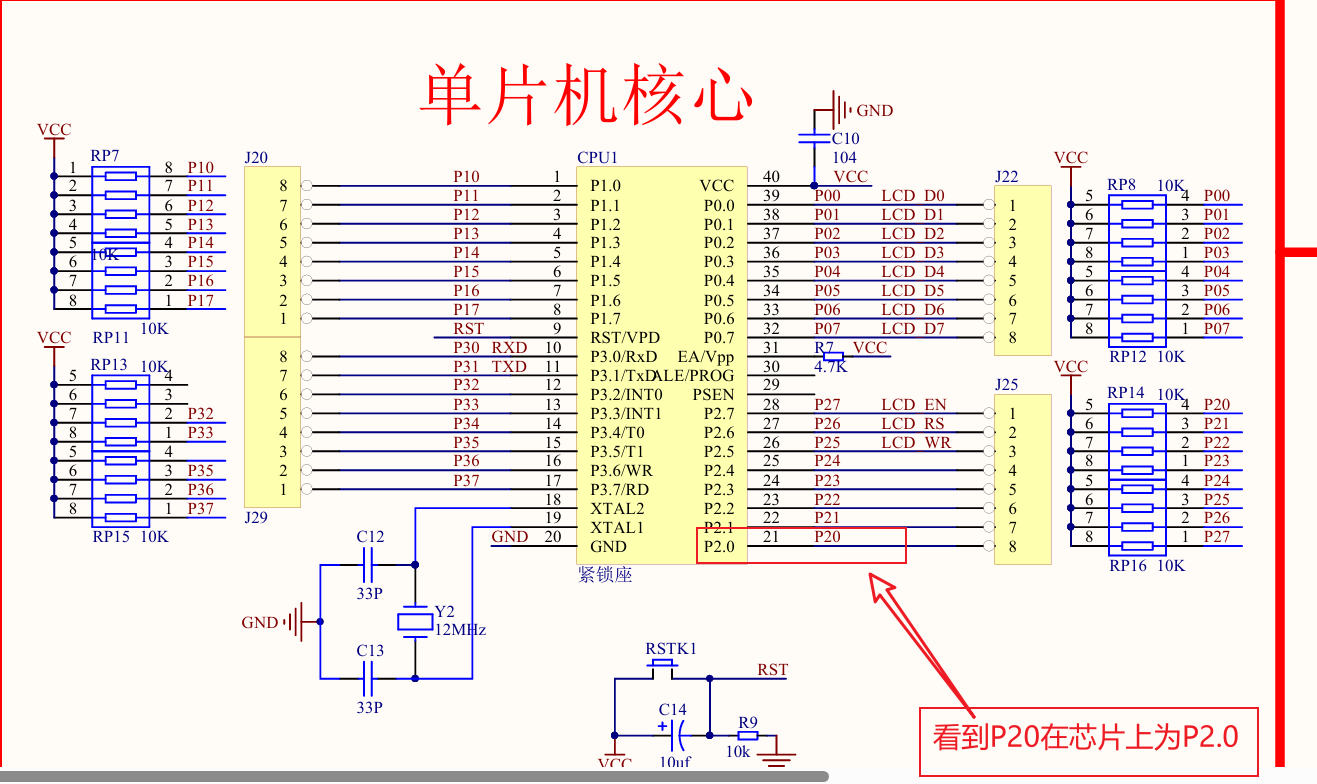 单片机核心
GND
C10
104
VCC
RP7
1 8 P10
2 7 P11
3 6 P12
4 5 P13
5 4 P14
10K
6 3 P15
7 2 P16
8 1 P17
RP11 10K
VCC
RP13 10K
5 4
6 3
7 2 P32
8 1 P33
5 4
6 3 P35
7 2 P36
8 1 P37
RP15 10K
J20
8
7
6
5
4
3
2
1
8
7
6
5
4
3
2
1
J29
P10 1
P11 2
P12 3
P13 4
P14 5
P15 6
P16 7
P17 8
RST 9
P30 RXD 10
P31 TXD 11
P32 12
P33 13
P34 14
P35 15
P36 16
P37 17
18
19
GND 20
CPU1
P1.0 VCC
P1.1 P0.0
P1.2 P0.1
P1.3 P0.2
P1.4 P0.3
P1.5 P0.4
P1.6 P0.5
P1.7 P0.6
RST/VPD P0.7
P3.0/RxD EA/Vpp
P3.1/TxD ALE/PROG
P3.2/INT0 PSEN
P3.3/INT1 P2.7
P3.4/T0 P2.6
P3.5/T1 P2.5
P3.6/WR P2.4
P3.7/RD P2.3
XTAL2 P2.2
XTAL1 P2.1
GND P2.0
紧锁座
40 VCC
39 P00 LCD D0
38 P01 LCD D1
37 P02 LCD D2
36 P03 LCD D3
35 P04 LCD D4
34 P05 LCD D5
33 P06 LCD D6
32 P07 LCD D7
31 R7 VCC
30 4.7K
29
28 P27 LCD EN
27 P26 LCD RS
26 P25 LCD WR
25 P24
24 P23
23 P22
22 P21
21 P20
J22
1
2
3
4
5
6
7
8
J25
1
2
3
4
5
6
7
8
VCC
RP8 10K
5 4 P00
6 3 P01
7 2 P02
8 1 P03
5 4 P04
6 3 P05
7 2 P06
8 1 P07
RP12 10K
VCC
RP14 10K
5 4 P20
6 3 P21
7 2 P22
8 1 P23
5 4 P24
6 3 P25
7 2 P26
8 1 P27
RP16 10K
C12
33P
GND
Y2
12MHz
C13
33P
RSTK1
RST
C14
+
R9
10k
10uf
VCC
看到P20在芯片上为P2.0